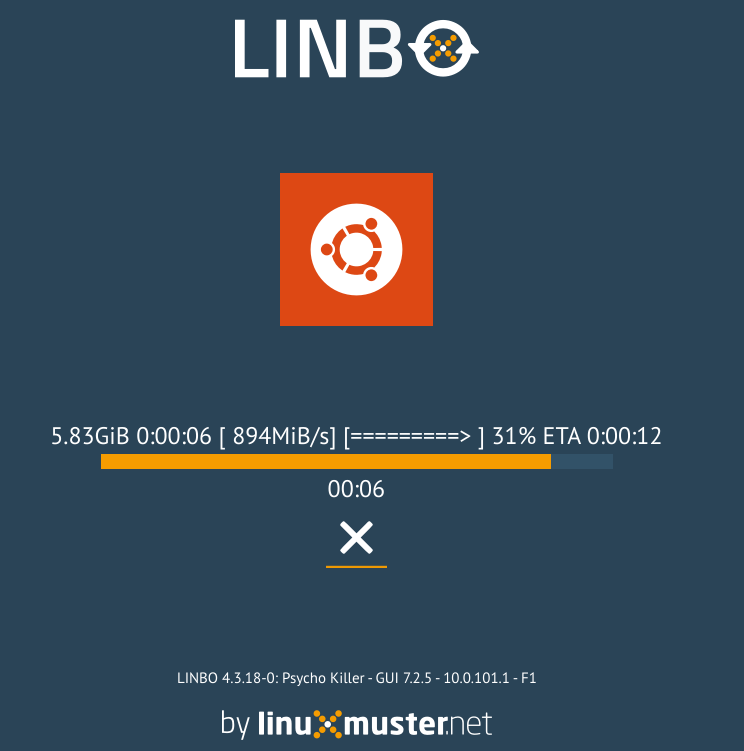 LINBO
5.83GiB 0:00:06 [ 894MiB/s] [=========> ] 31% ETA 0:00:12
00:06
LINBO 4.3.18-0: Psycho Killer - GUI 7.2.5 - 10.0.101.1 - F1
by linuxmuster.net